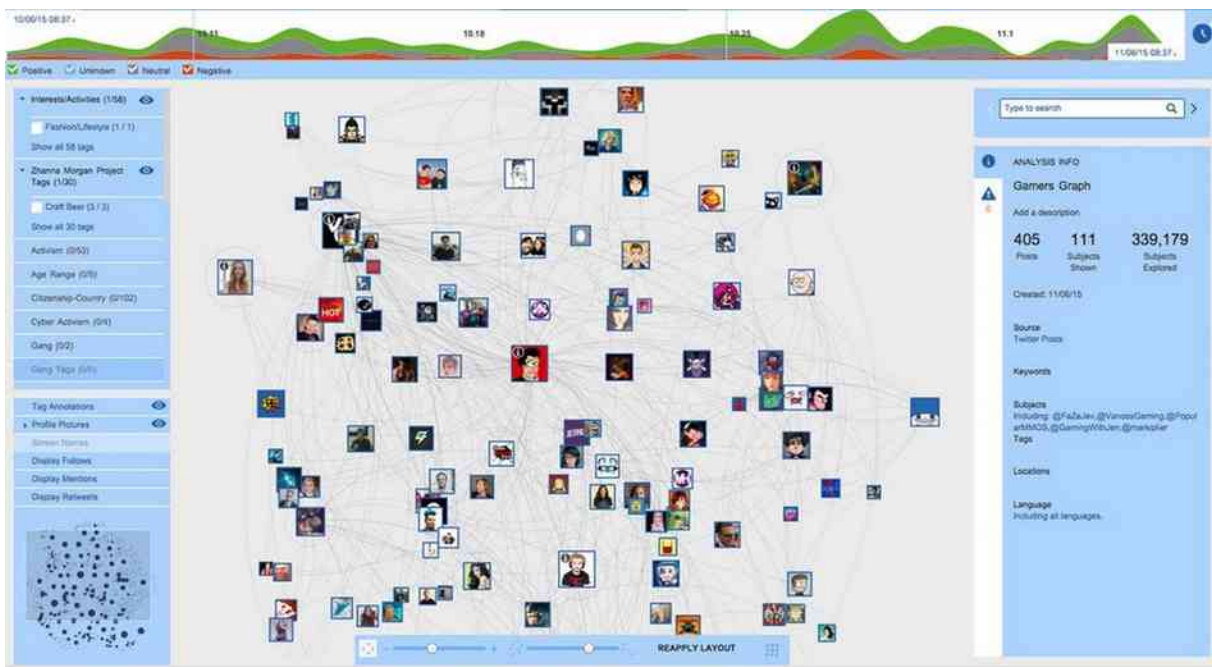 10/06/15 08:37
10.11
10.18
10.25
11.1
11/06/15 08:37
Positive Unknown Neutral Negative
Interests/Activities (1/58)
Fashion/Lifestyle (1 / 1)
Show all 58 tags
Zhanna Morgan Project
Tags (1/30)
Craft Beer (3 / 3)
Show all 30 tags
Activism (0/53)
Age Range (0/5)
Citizenship-Country (0/102)
Cyber Activism (0/9)
Gang (0/2)
Gang Tags
Tag Annotations
Profile Pictures
Screen Names
Display Follows
Display Mentions
Display Retweets
HOT
REAPPLY LAYOUT
Type to search
ANALYSIS INFO
Gamers Graph
Add a description
405 111 339,179
Posts Subjects Subjects
Shown Explored
Created: 11/06/15
Source
Twitter Posts
Keywords
Subjects
Including: @FaZeJev,@VanossGaming,@Popul
arMMOS,@GamingWithJen,@markiplier
Tags
Locations
Language
Including all languages.